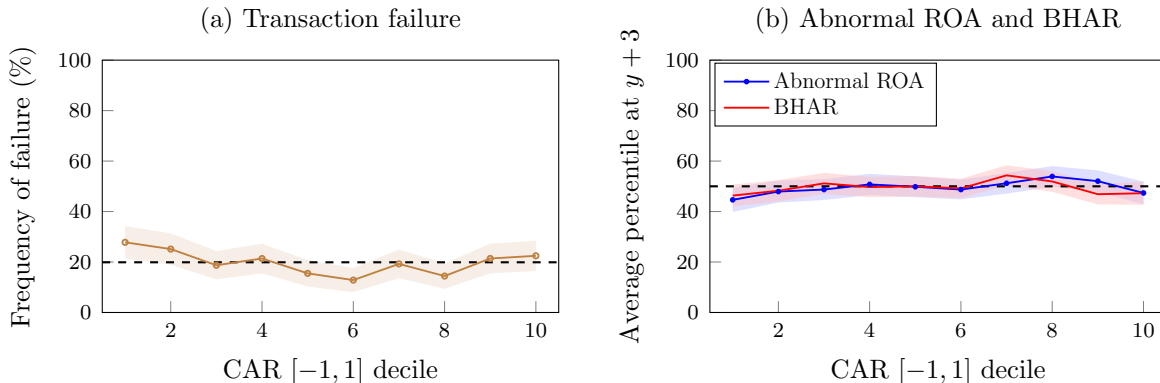 (a) Transaction failure
Frequency of failure (%)
100
80
60
40
20
0
2
4
6
8
10
CAR [−1, 1] decile
(b) Abnormal ROA and BHAR
Average percentile at y + 3
100
80
60
40
20
0
Abnormal ROA
BHAR
2
4
6
8
10
CAR [−1, 1] decile